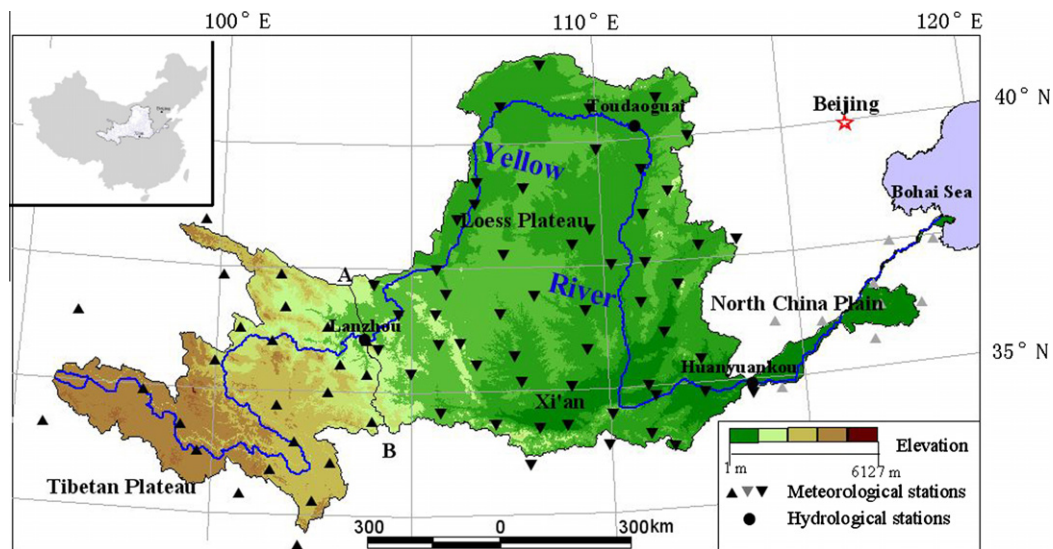 100° E
110° E
120° E
40° N
Toudaoguai
Beijing
Yellow
Bohai Sea
Loess Plateau
A
River
North China Plain
Lanzhou
35° N
Huanyuankou
Xi'an
B
Tibetan Plateau
Elevation
1 m
6127 m
Meteorological stations
Hydrological stations
300
0
300km